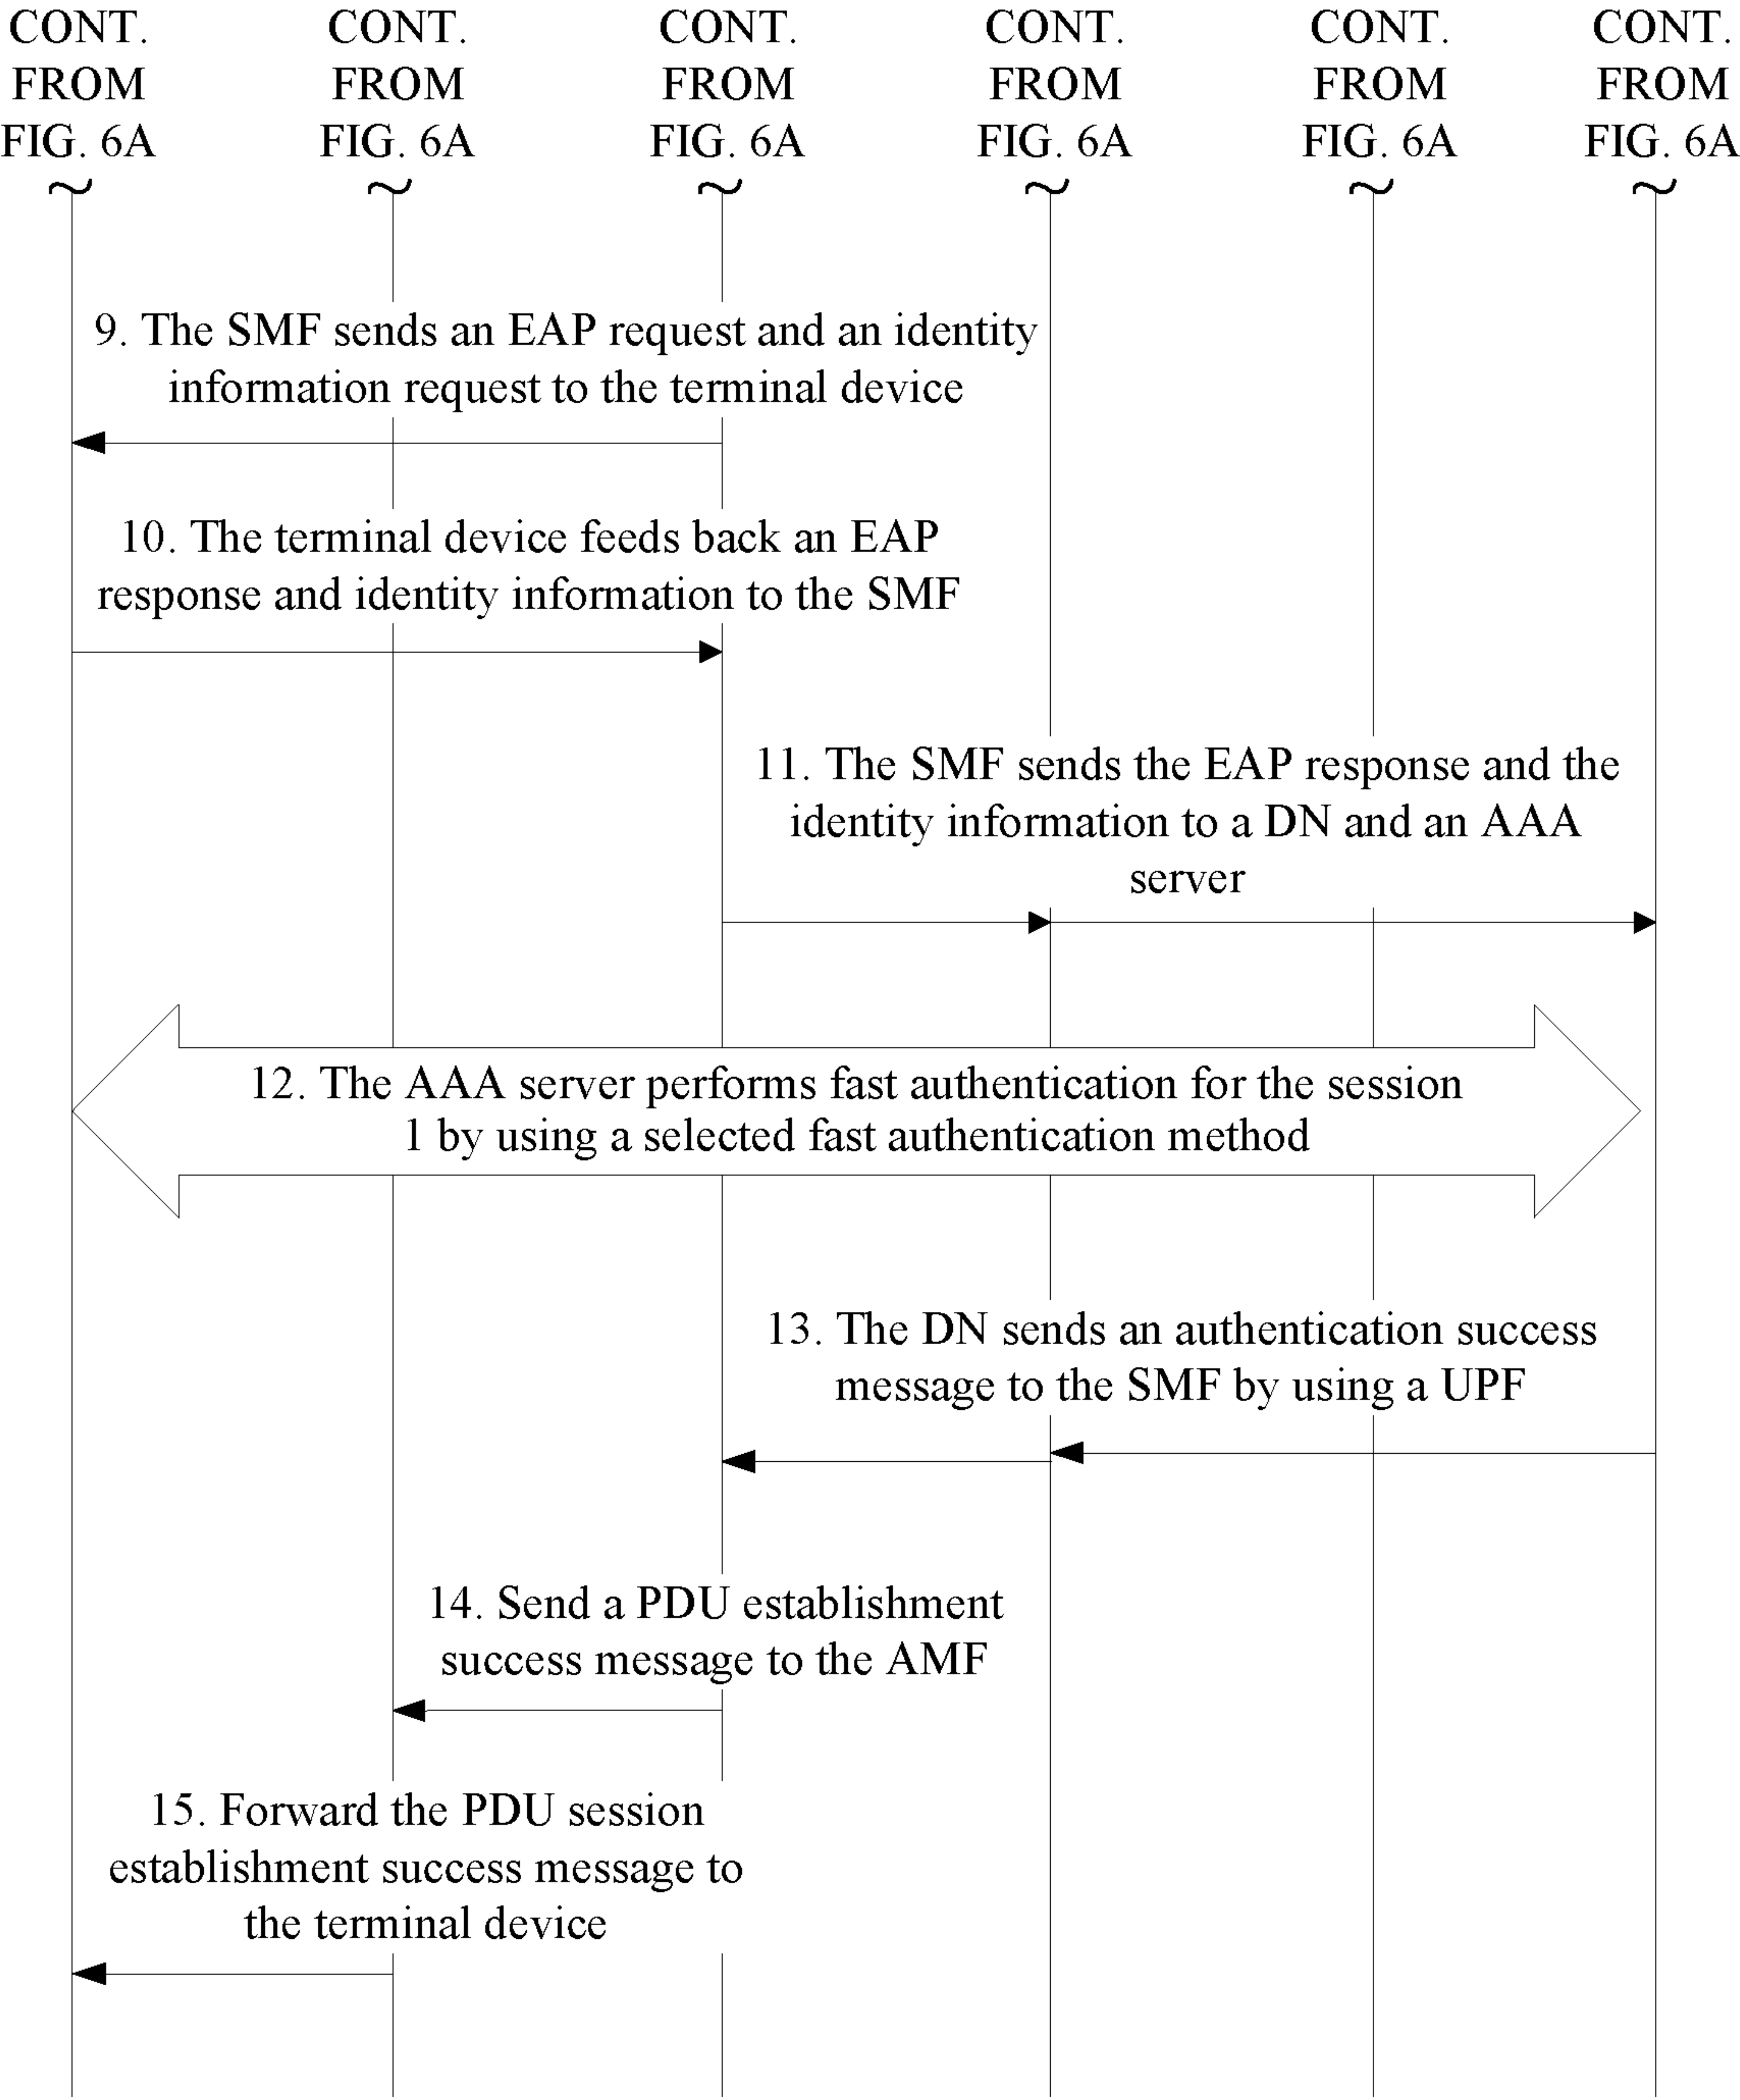 CONT. CONT. CONT. CONT. CONT. CONT.
FROM FROM FROM FROM FROM FROM
FIG. 6A FIG. 6A FIG. 6A FIG. 6A FIG. 6A FIG. 6A
9. The SMF sends an EAP request and an identity
information request to the terminal device
10. The terminal device feeds back an EAP
response and identity information to the SMF
11. The SMF sends the EAP response and the
identity information to a DN and an AAA
server
12. The AAA server performs fast authentication for the session
1 by using a selected fast authentication method
13. The DN sends an authentication success
message to the SMF by using a UPF
14. Send a PDU establishment
success message to the AMF
15. Forward the PDU session
establishment success message to
the terminal device